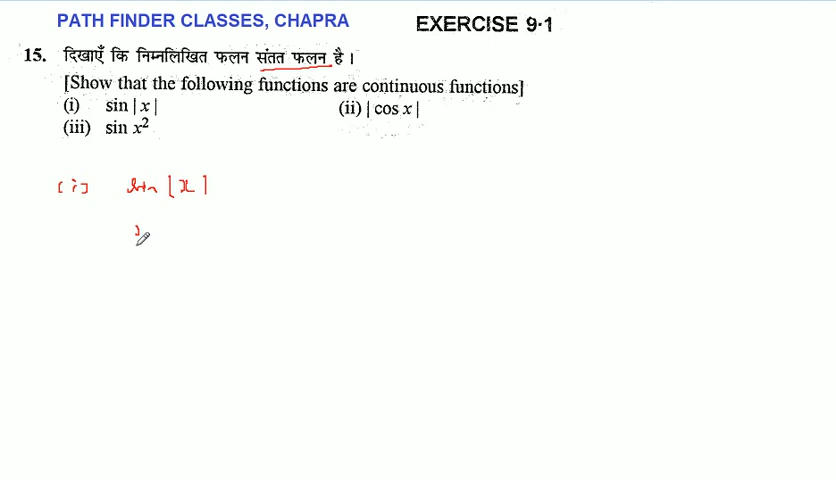 PATH FINDER CLASSES, CHAPRA EXERCISE 9·1
15. दिखाएँ कि निम्नलिखित फलन संतत फलन है।
[Show that the following functions are continuous functions]
(i) sin | x | (ii) | cos x |
(iii) sin x²
(i) sin |x|